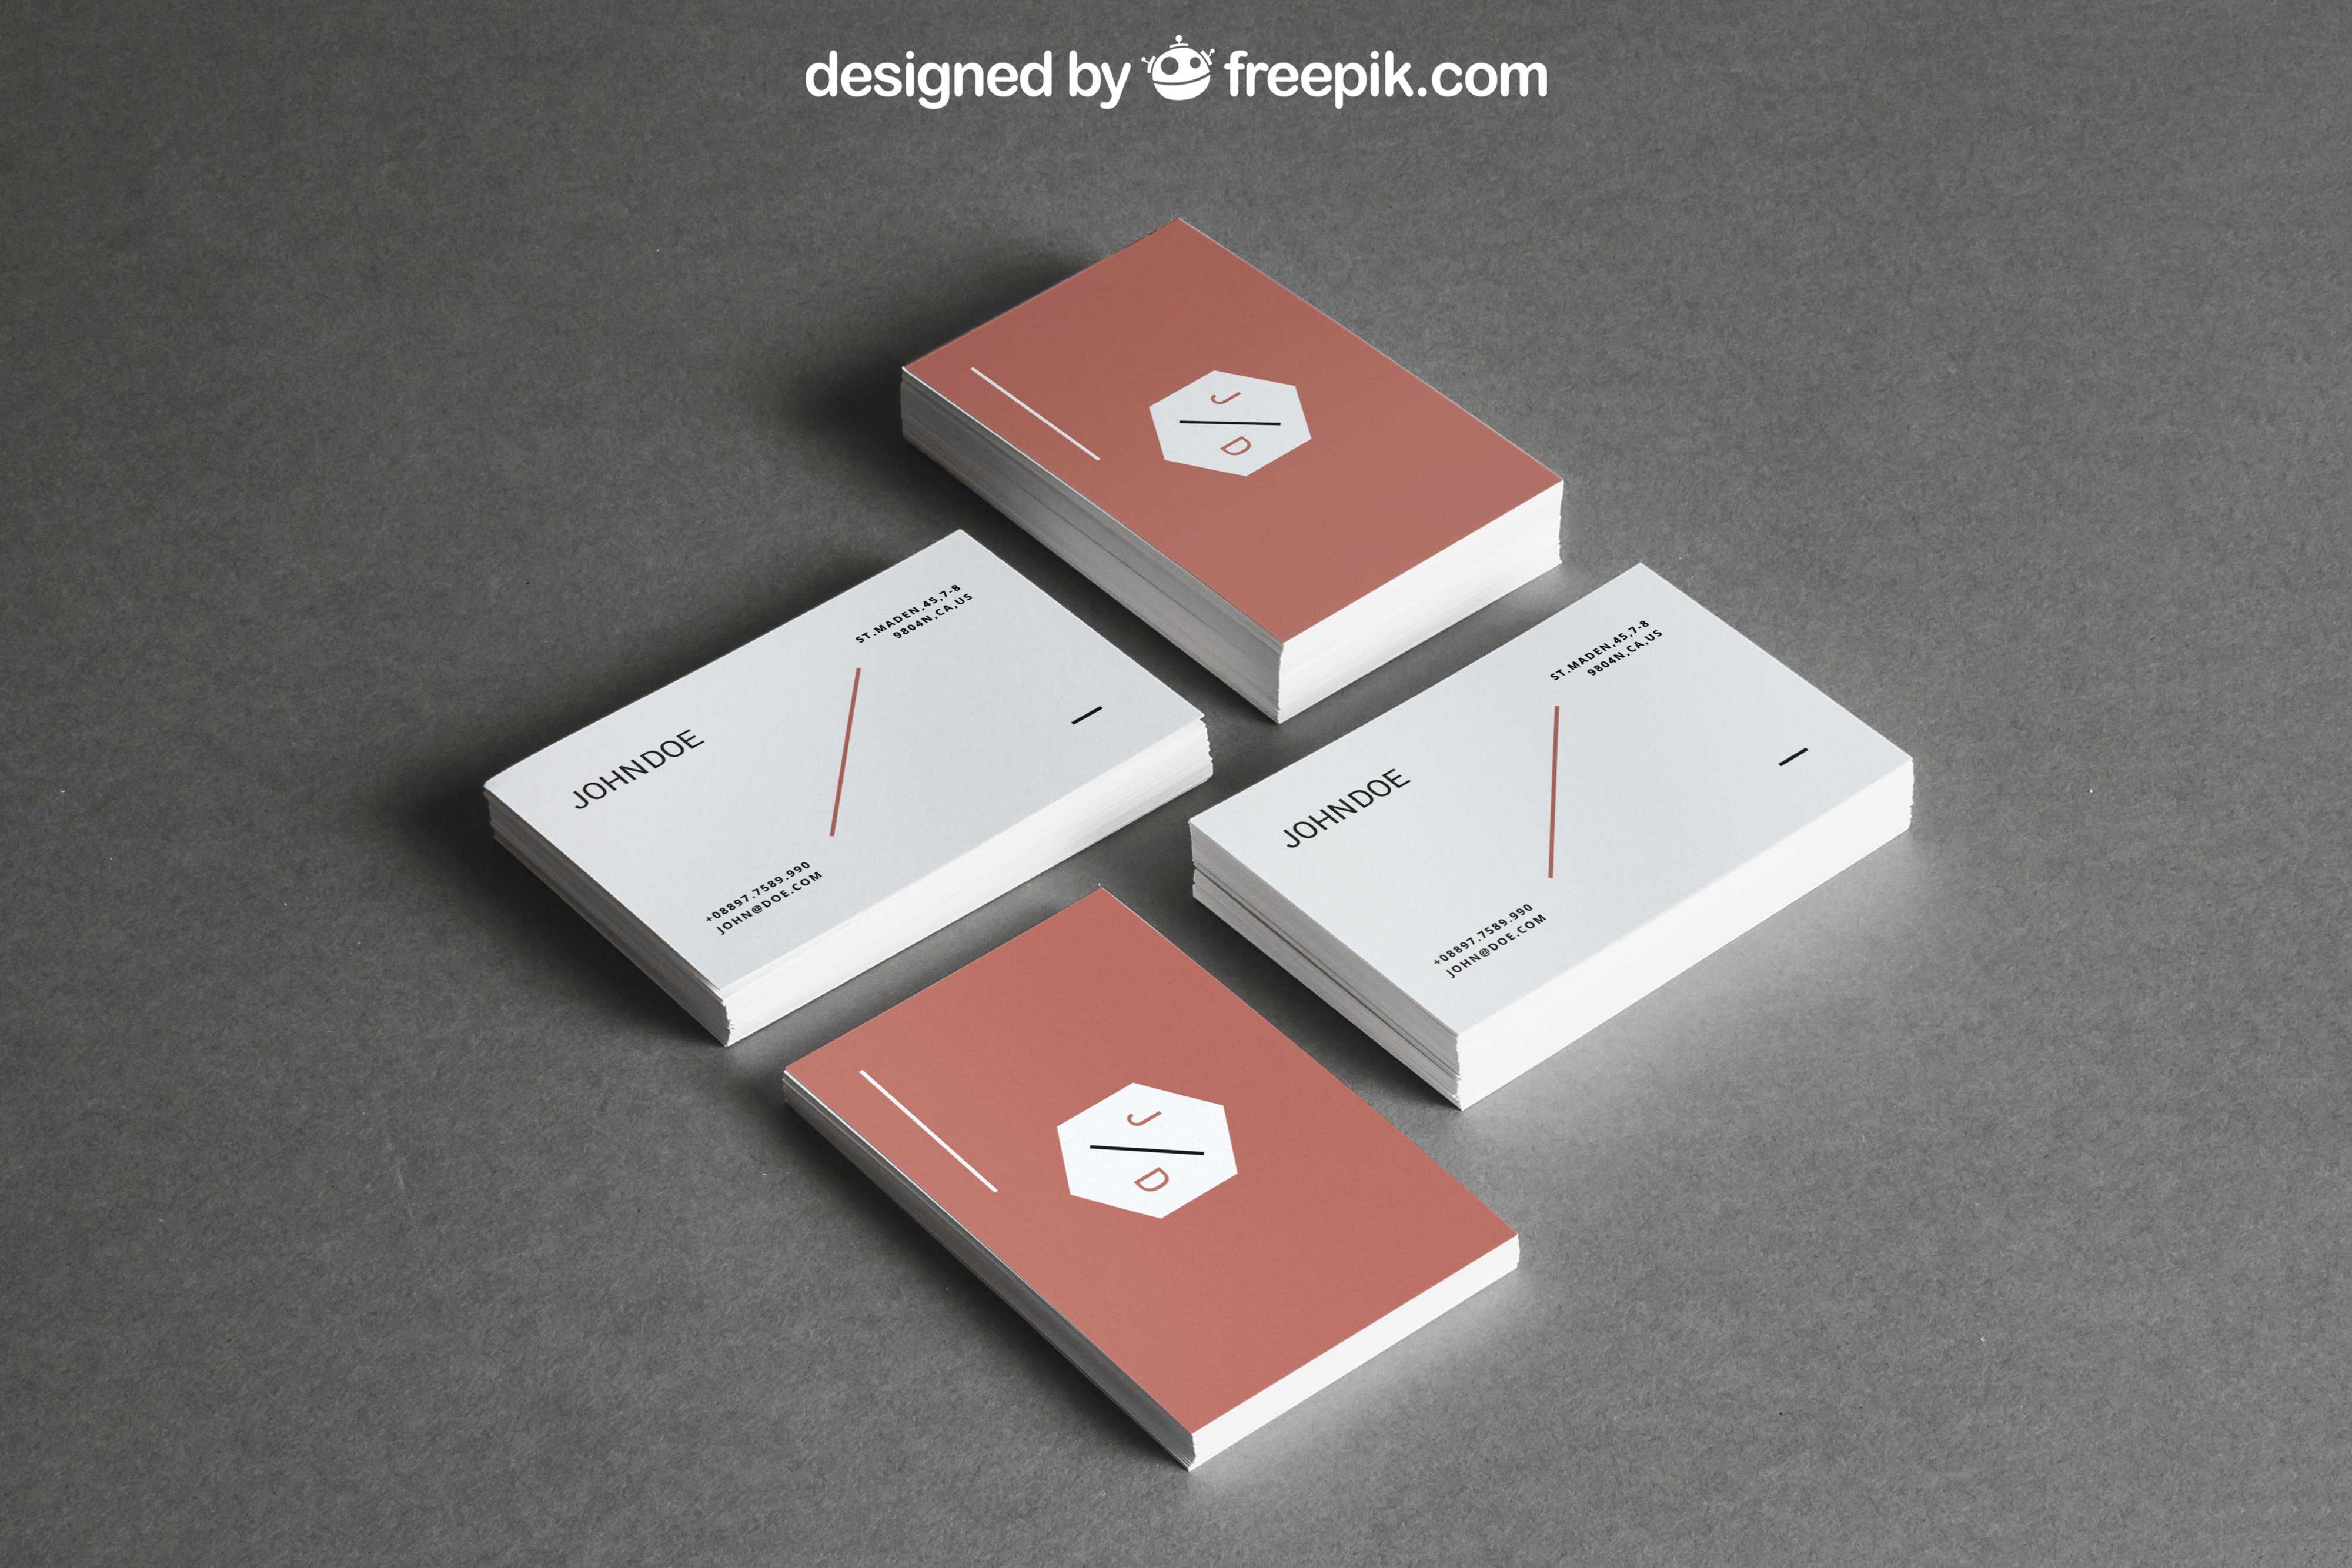 designed by freepik.com
J
D
ST.MADEN,45,7-8
9804N,CA,US
JOHNDOE
+08897.7589.990
JOHN@DOE.COM
ST.MADEN,45,7-8
9804N,CA,US
JOHNDOE
+08897.7589.990
JOHN@DOE.COM
J
D